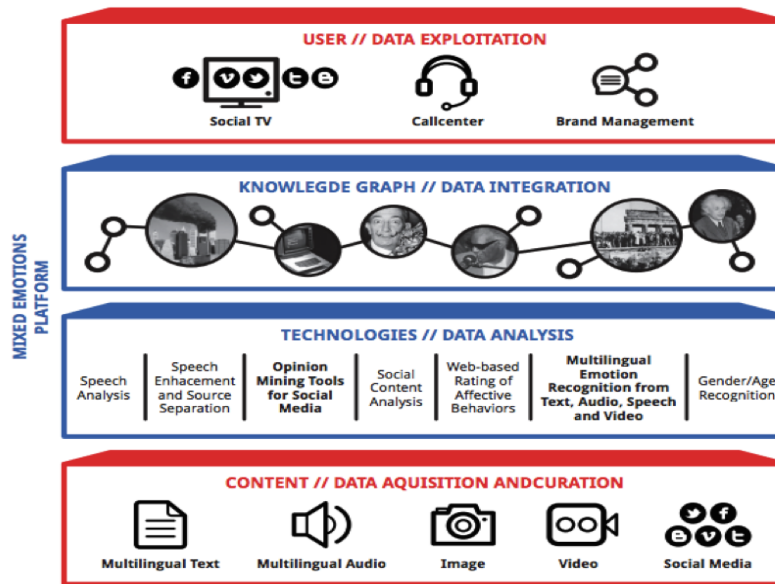 USER // DATA EXPLOITATION
Social TV
Callcenter
Brand Management
MIXED EMOTIONS
PLATFORM
KNOWLEGDE GRAPH // DATA INTEGRATION
TECHNOLOGIES // DATA ANALYSIS
Speech
Analysis
Speech
Enhacement
and Source
Separation
Opinion
Mining Tools
for Social
Media
Social
Content
Analysis
Web-based
Rating of
Affective
Behaviors
Multilingual
Emotion
Recognition from
Text, Audio, Speech
and Video
Gender/Age
Recognition
CONTENT // DATA AQUISITION ANDCURATION
Multilingual Text
Multilingual Audio
Image
Video
Social Media